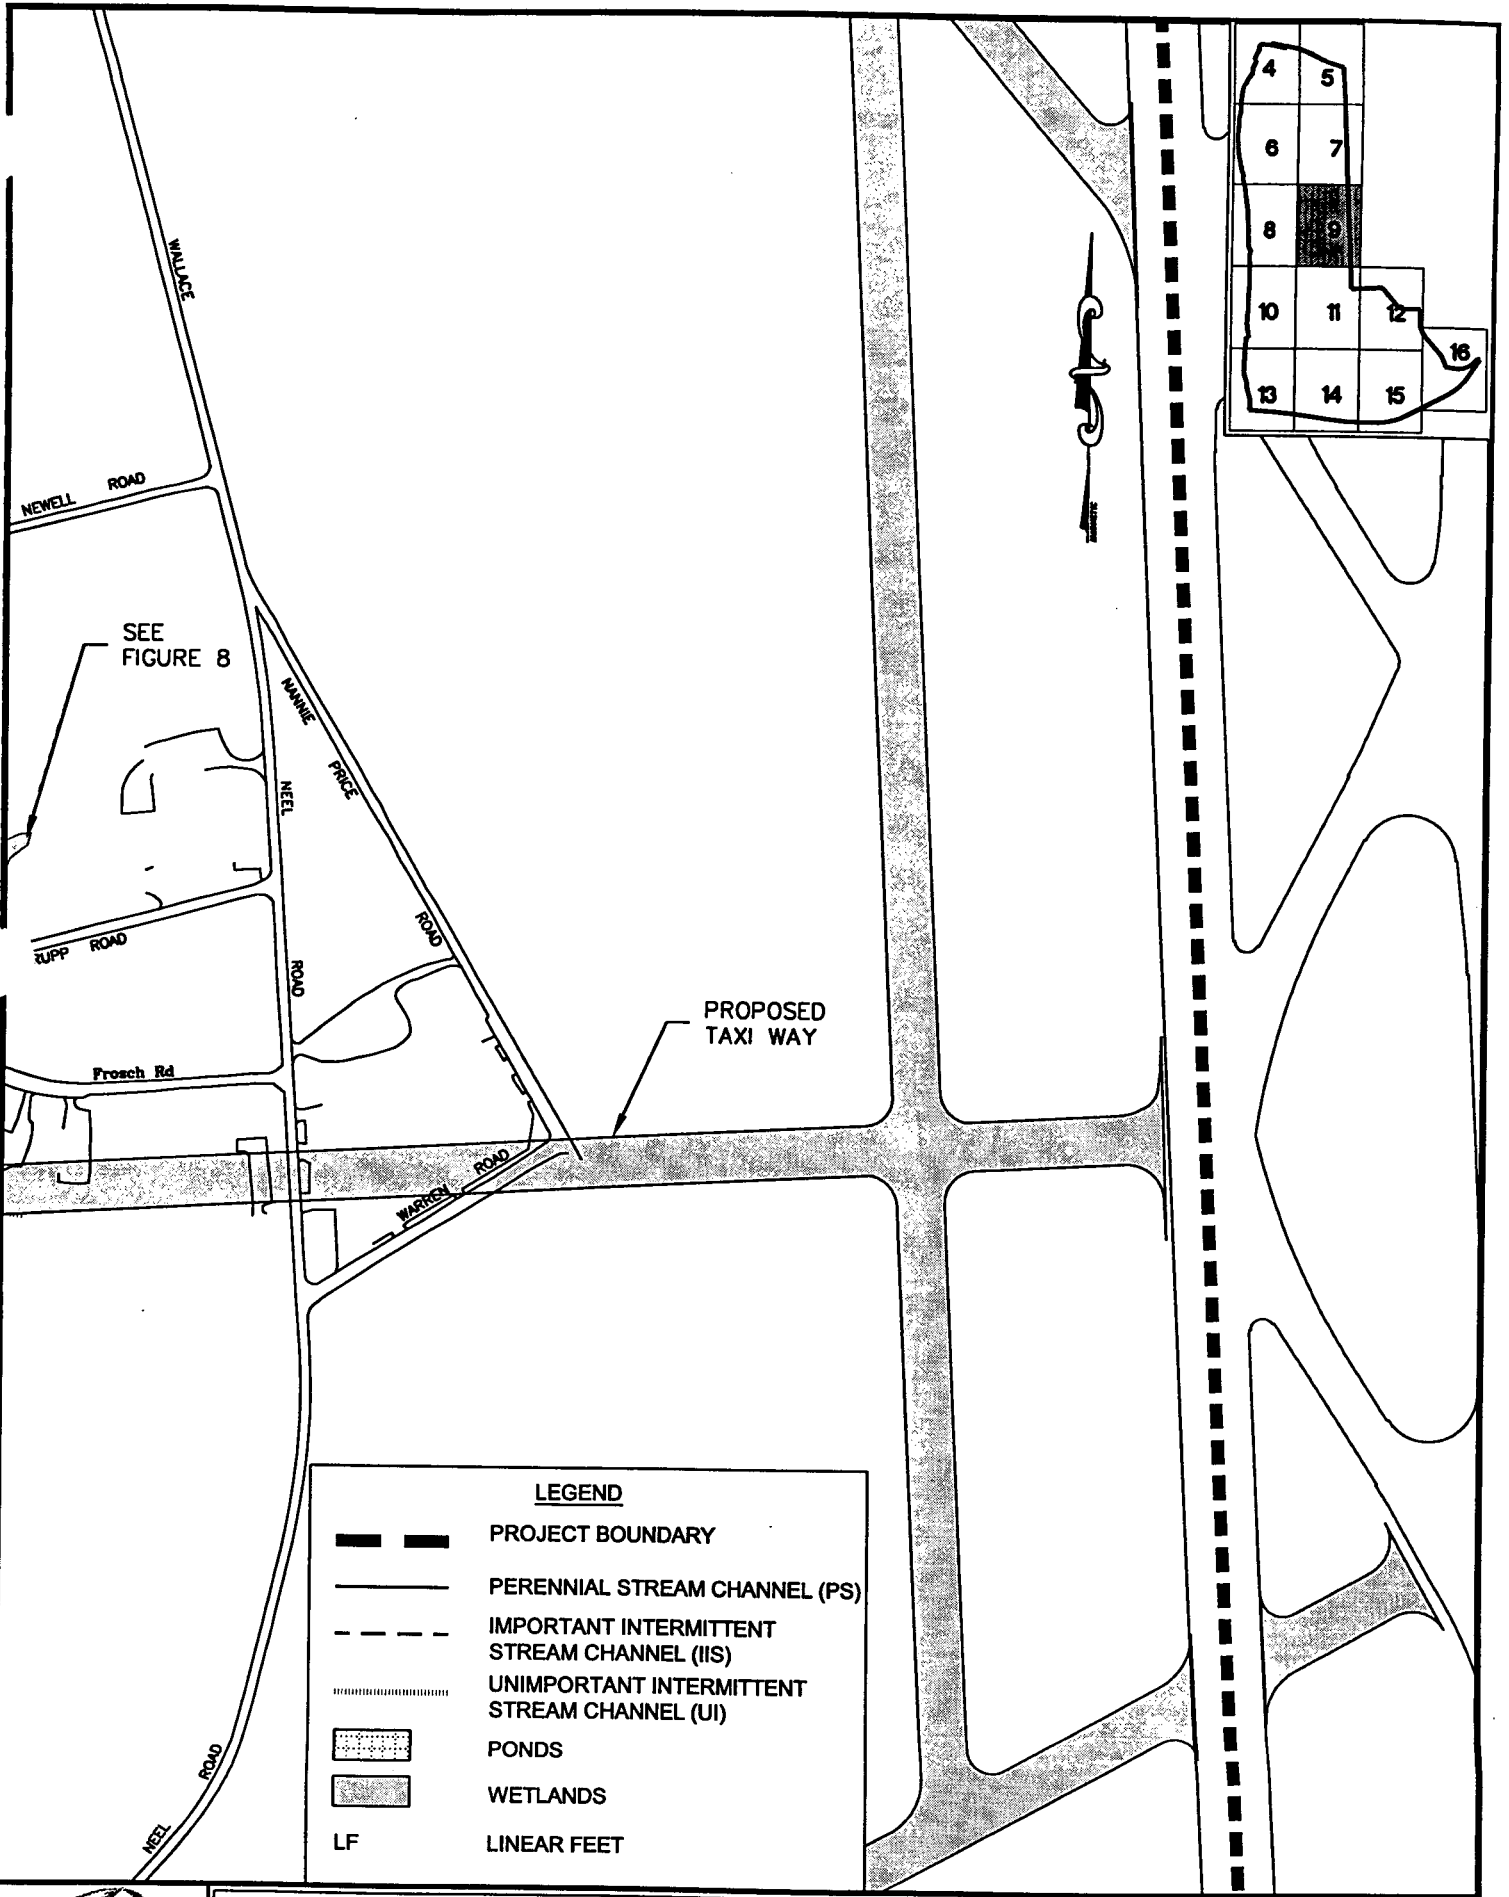 WALLACE
NEWELL ROAD
SEE
FIGURE 8
NANNIE PRICE ROAD
NEEL ROAD
RUPP ROAD
Frosch Rd
PROPOSED
TAXI WAY
WARREN ROAD
NEEL ROAD
4 5
6 7
8 9
10 11 12
16
13 14 15
LEGEND
PROJECT BOUNDARY
PERENNIAL STREAM CHANNEL (PS)
IMPORTANT INTERMITTENT
STREAM CHANNEL (IIS)
UNIMPORTANT INTERMITTENT
STREAM CHANNEL (UI)
PONDS
WETLANDS
LF LINEAR FEET